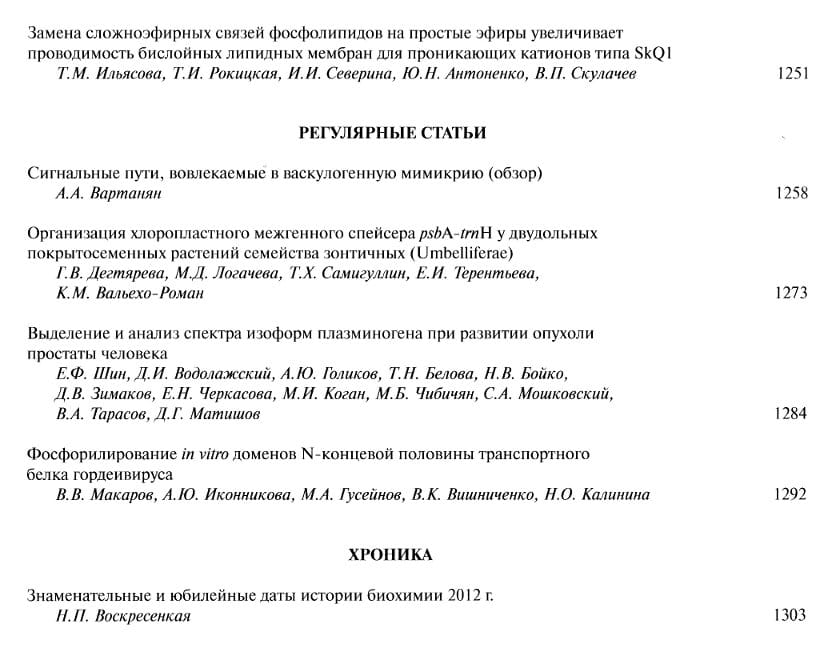 Замена сложноэфирных связей фосфолипидов на простые эфиры увеличивает
проводимость бислойных липидных мембран для проникающих катионов типа SkQ1
Т.М. Ильясова, Т.И. Рокицкая, И.И. Северина, Ю.Н. Антоненко, В.П. Скулачев 1251
РЕГУЛЯРНЫЕ СТАТЬИ
Сигнальные пути, вовлекаемые в васкулогенную мимикрию (обзор)
А.А. Вартанян 1258
Организация хлоропластного межгенного спейсера psbA-trnH у двудольных
покрытосеменных растений семейства зонтичных (Umbelliferae)
Г.В. Дегтярева, М.Д. Логачева, Т.Х. Самигуллин, Е.И. Терентьева,
К.М. Вальехо-Роман 1273
Выделение и анализ спектра изоформ плазминогена при развитии опухоли
простаты человека
Е.Ф. Шин, Д.И. Водолажский, А.Ю. Голиков, Т.Н. Белова, Н.В. Бойко,
Д.В. Зимаков, Е.Н. Черкасова, М.И. Коган, М.Б. Чибичян, С.А. Мошковский,
В.А. Тарасов, Д.Г. Матишов 1284
Фосфорилирование in vitro доменов N-концевой половины транспортного
белка гордеивируса
В.В. Макаров, А.Ю. Иконникова, М.А. Гусейнов, В.К. Вишниченко, Н.О. Калинина 1292
ХРОНИКА
Знаменательные и юбилейные даты истории биохимии 2012 г.
Н.П. Воскресенкая 1303